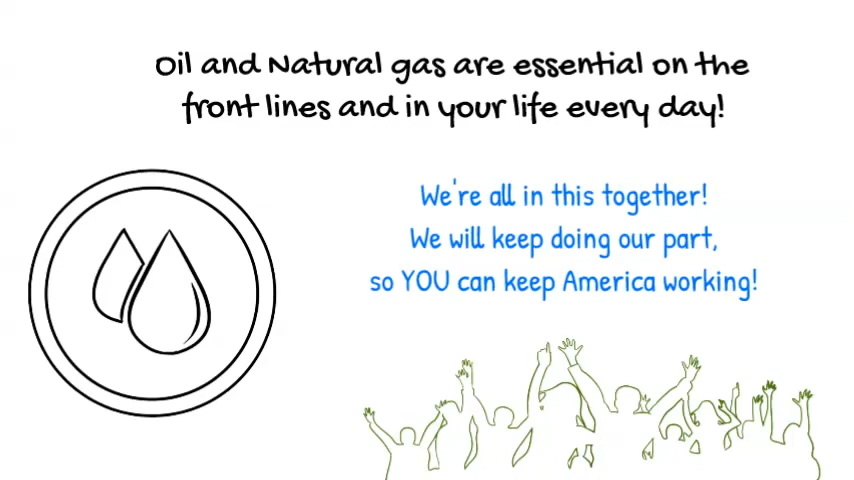 Oil and Natural gas are essential on the
front lines and in your life every day!
We're all in this together!
We will keep doing our part,
so YOU can keep America working!